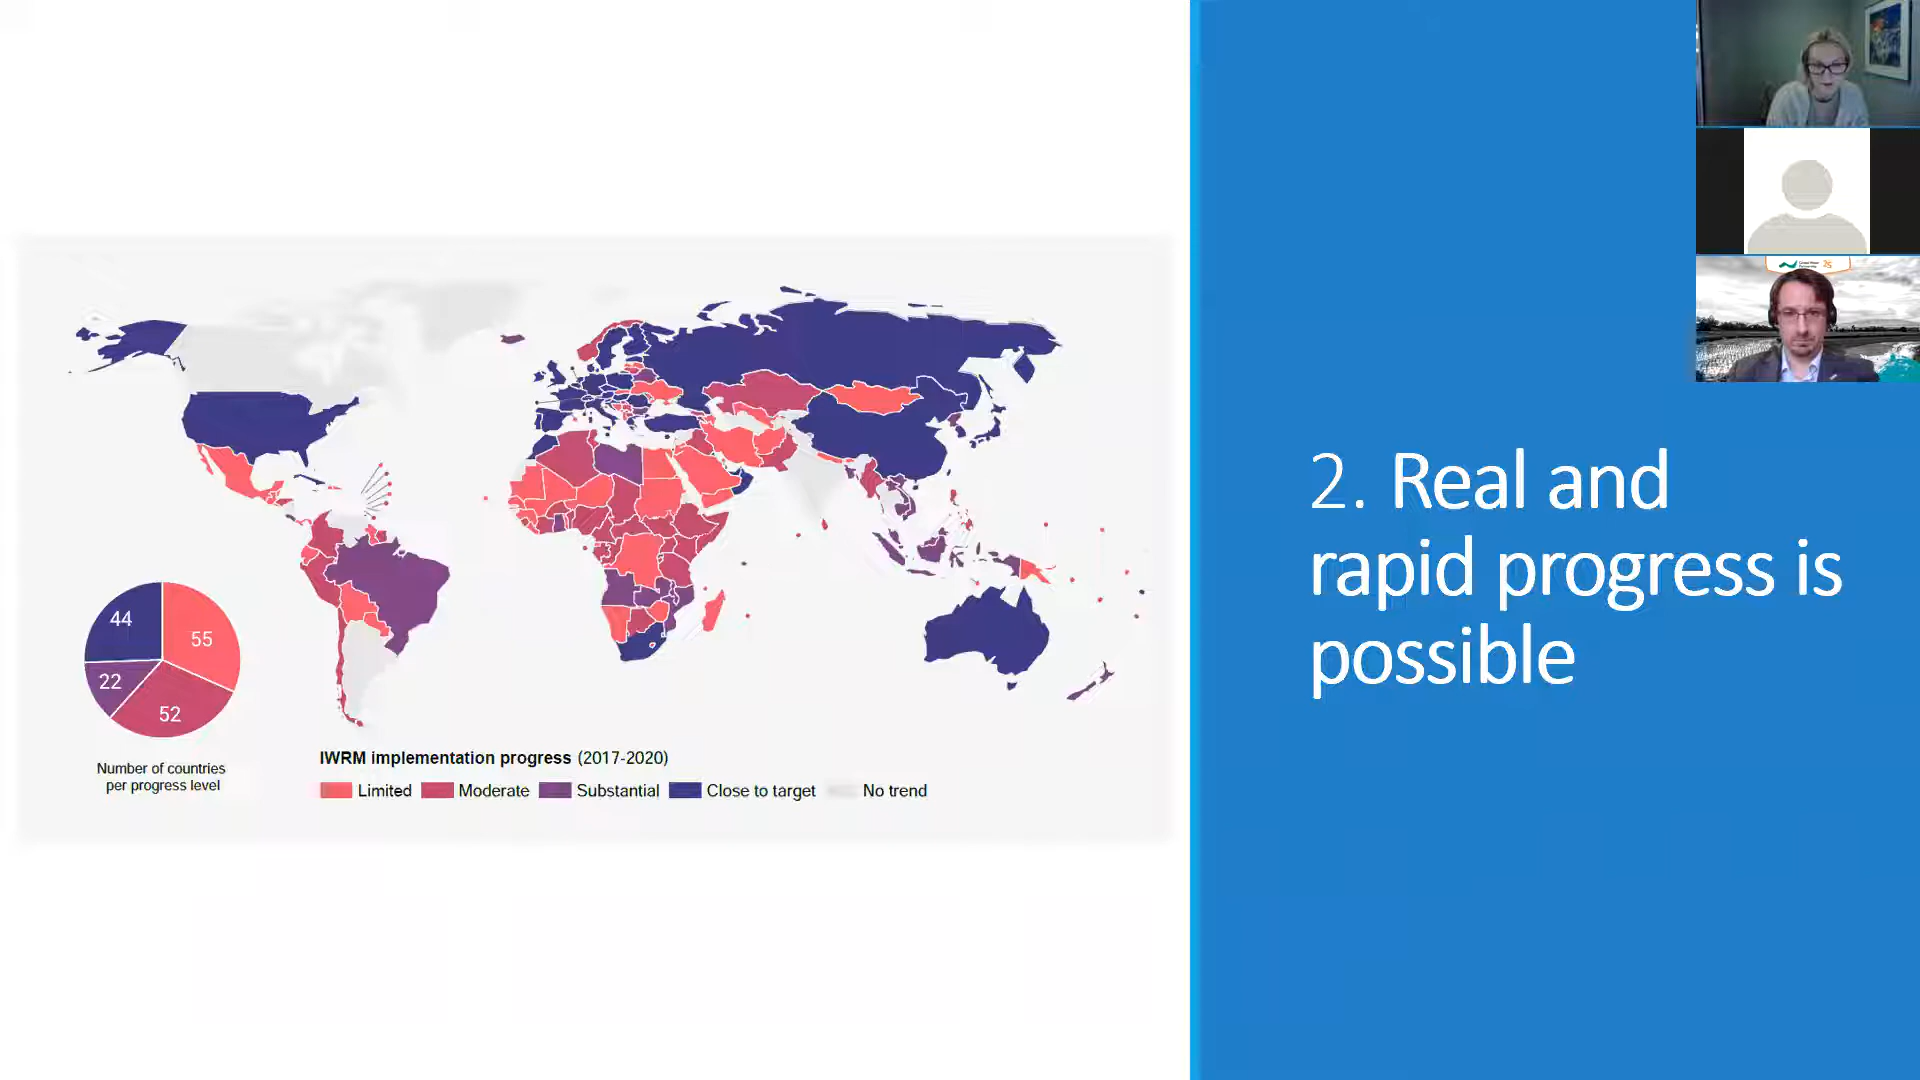 2. Real and
rapid progress is
possible
44
55
22
52
Number of countries
per progress level
IWRM implementation progress (2017-2020)
Limited
Moderate
Substantial
Close to target
No trend